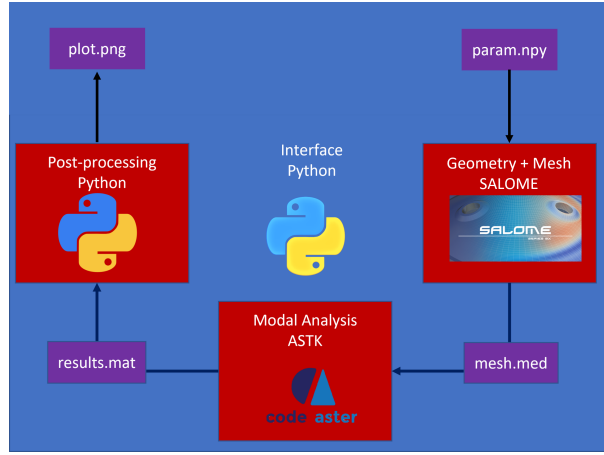 plot.png
param.npy
Post-processing
Python
Interface
Python
Geometry + Mesh
SALOME
SALOME
Modal Analysis
ASTK
results.mat
mesh.med
code aster